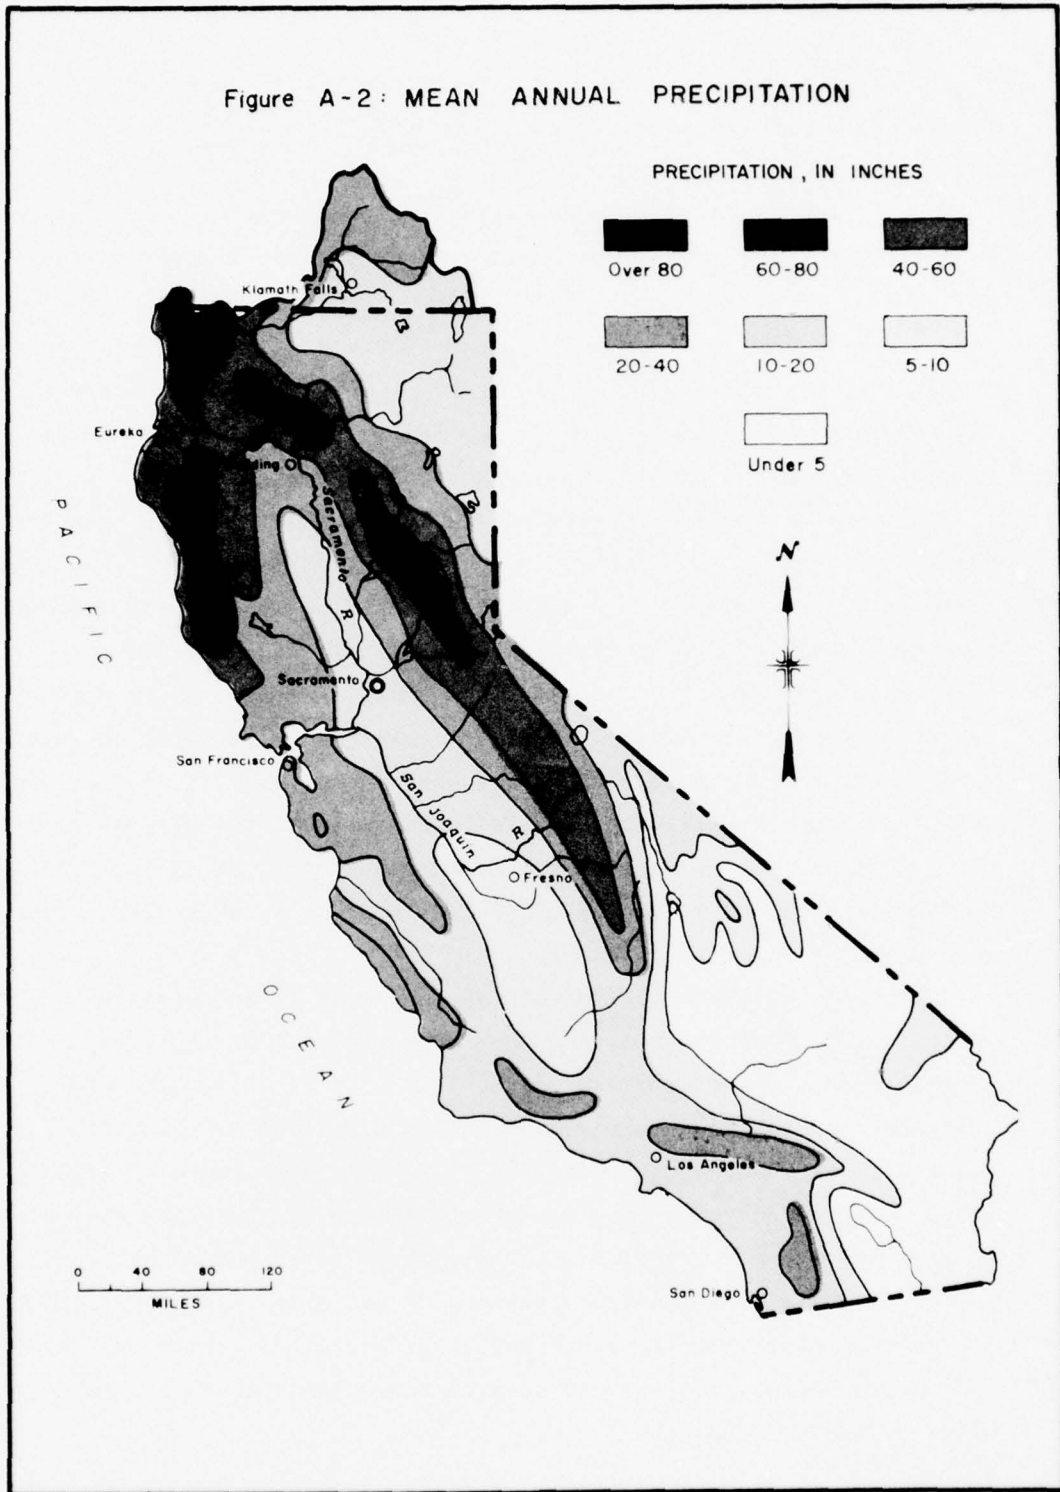 Figure A-2: MEAN ANNUAL PRECIPITATION
PRECIPITATION, IN INCHES
Over 80
60-80
40-60
20-40
10-20
5-10
Under 5
Klamath Falls
Eureka
Sacramento
R
Sacramento
San Francisco
San Joaquin
R
Fresno
Los Angeles
San Diego
PACIFIC
OCEAN
N
0 40 80 120
MILES